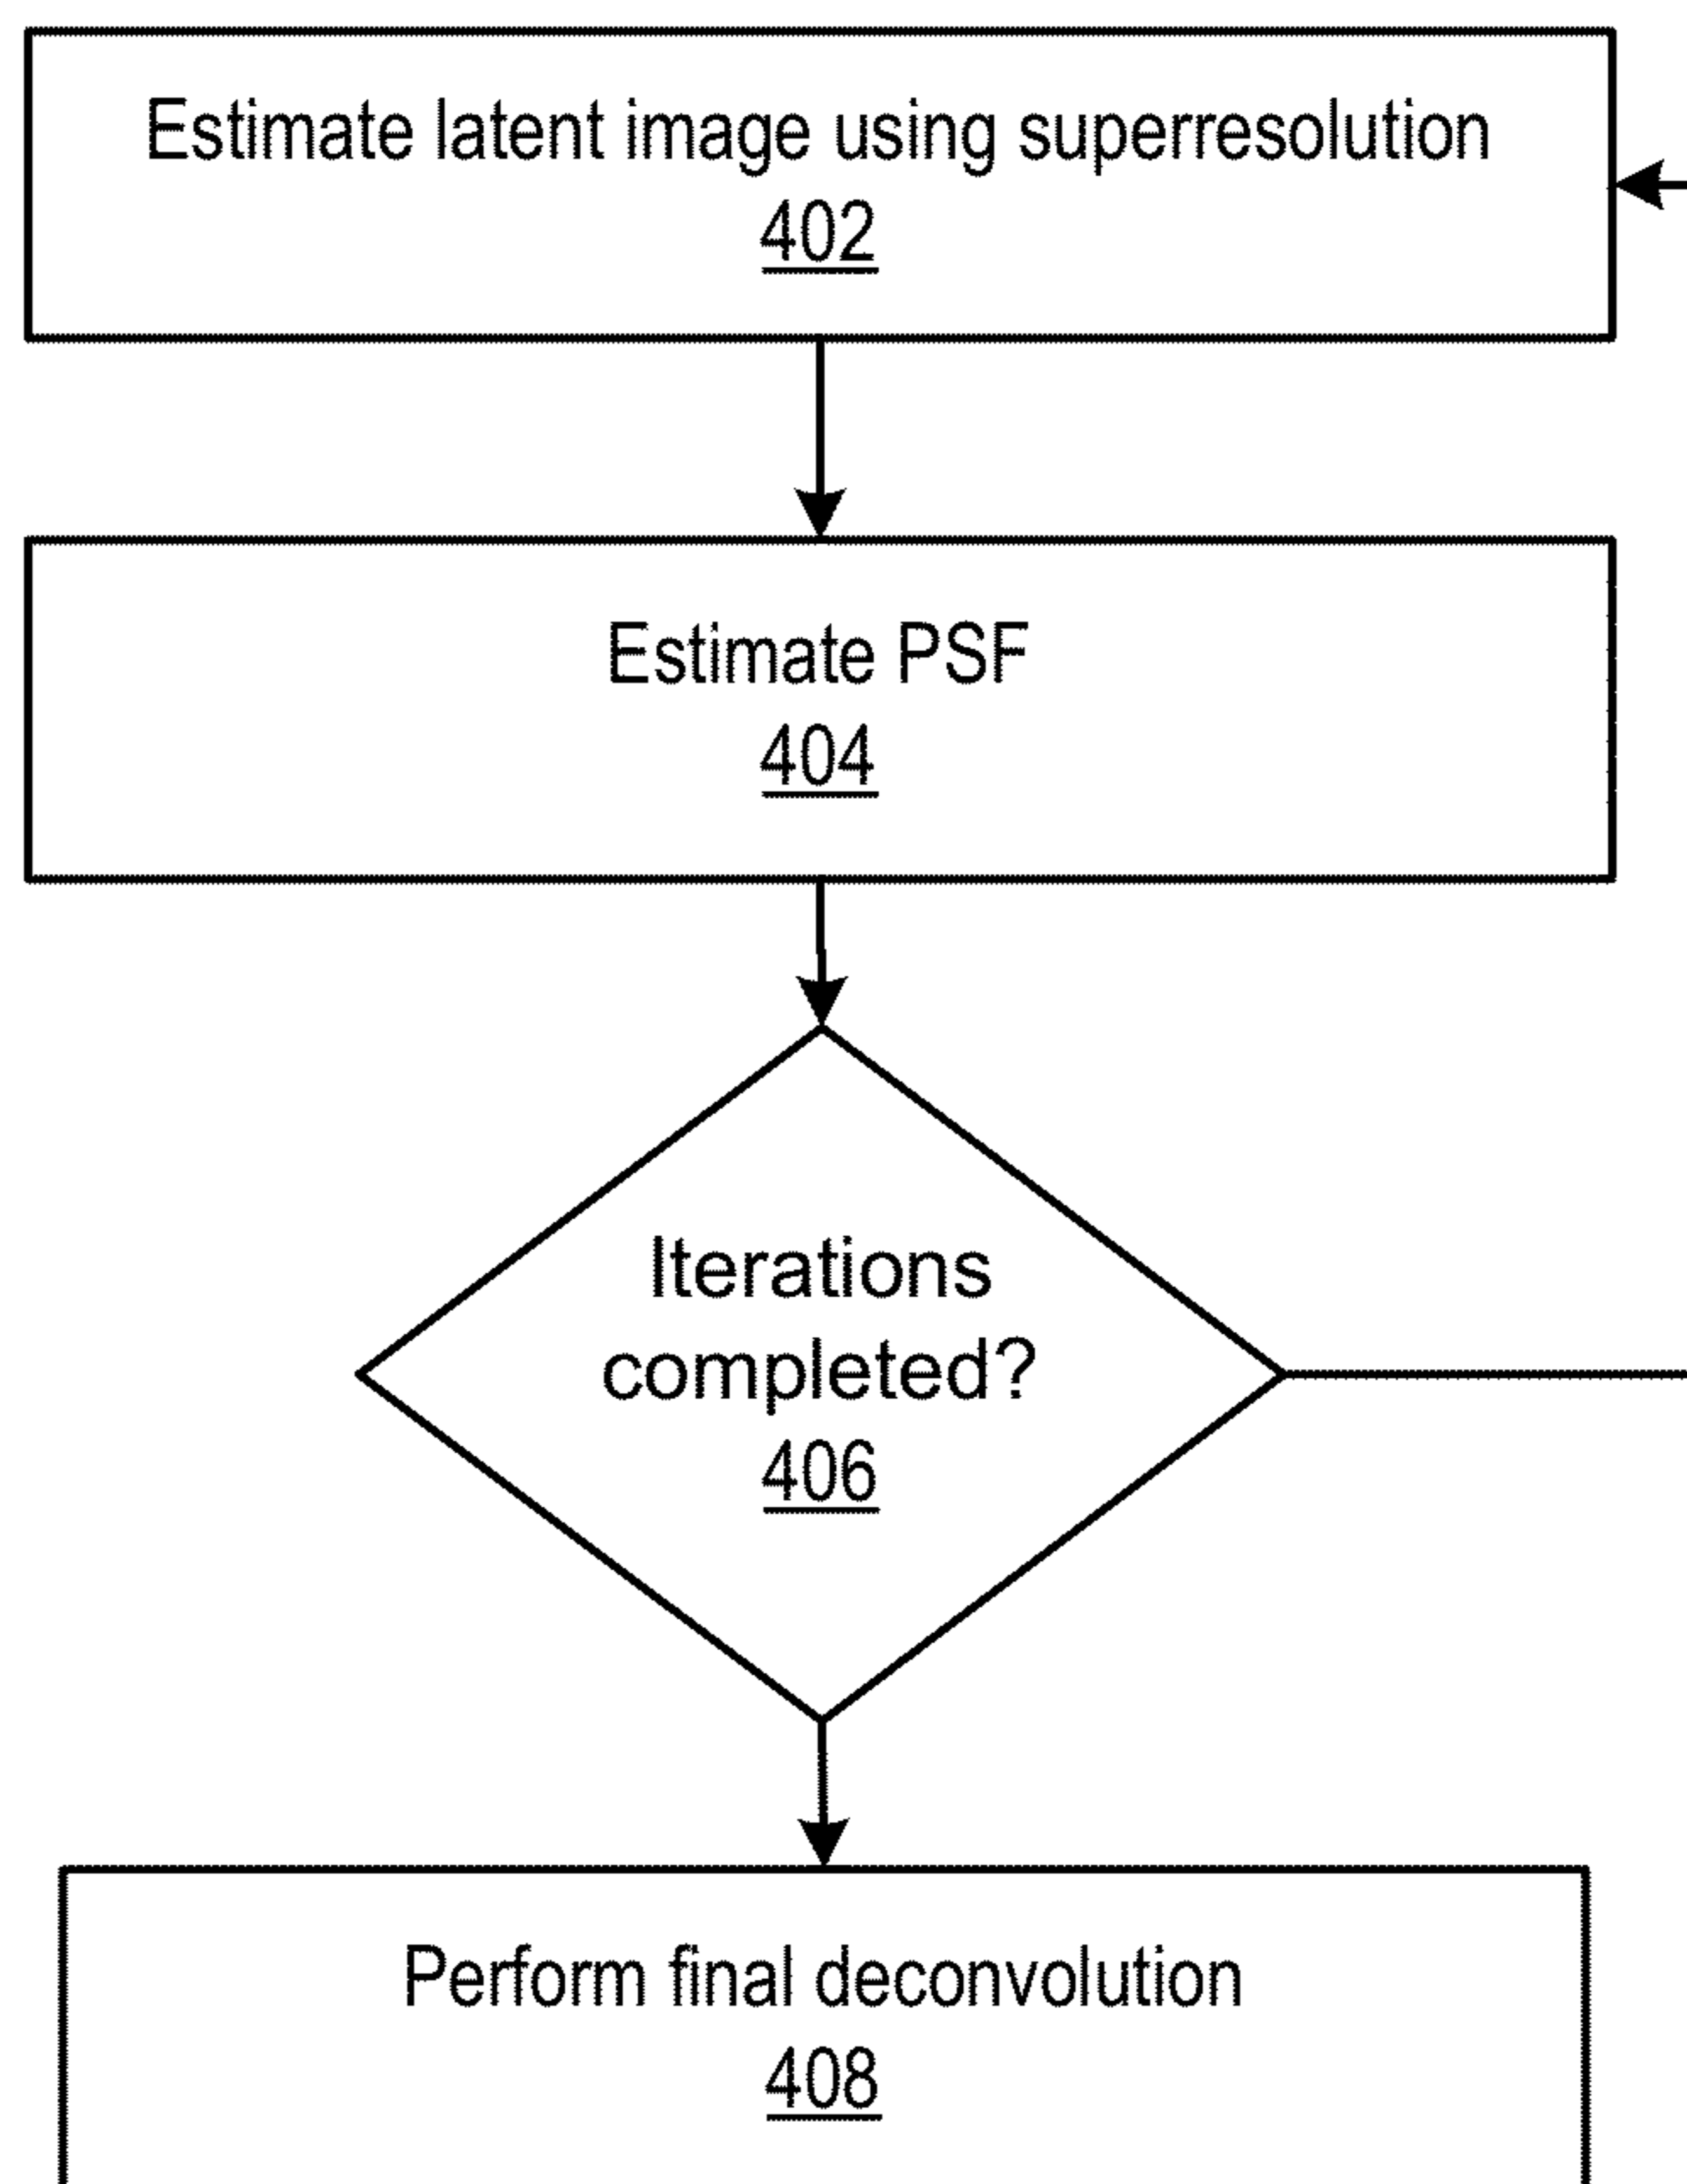 Estimate latent image using superresolution
402
Estimate PSF
404
Iterations
completed?
406
Perform final deconvolution
408